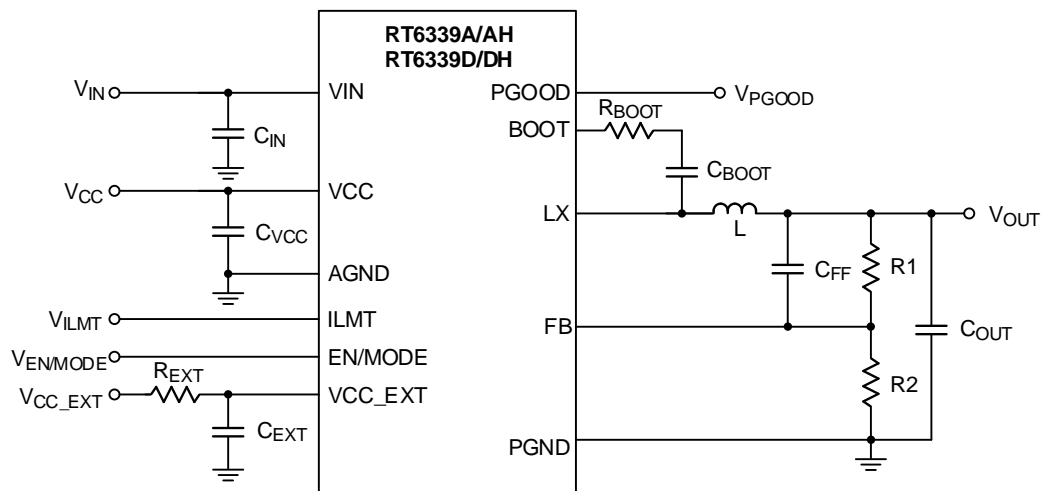 RT6339A/AH
RT6339D/DH
VIN
VIN
CIN
VCC
VCC
CVCC
AGND
VILMT
ILMT
VEN/MODE
EN/MODE
VCC_EXT
REXT
VCC_EXT
CEXT
PGOOD
VPGOOD
BOOT
RBOOT
CBOOT
LX
L
VOUT
CFF
R1
FB
COUT
R2
PGND